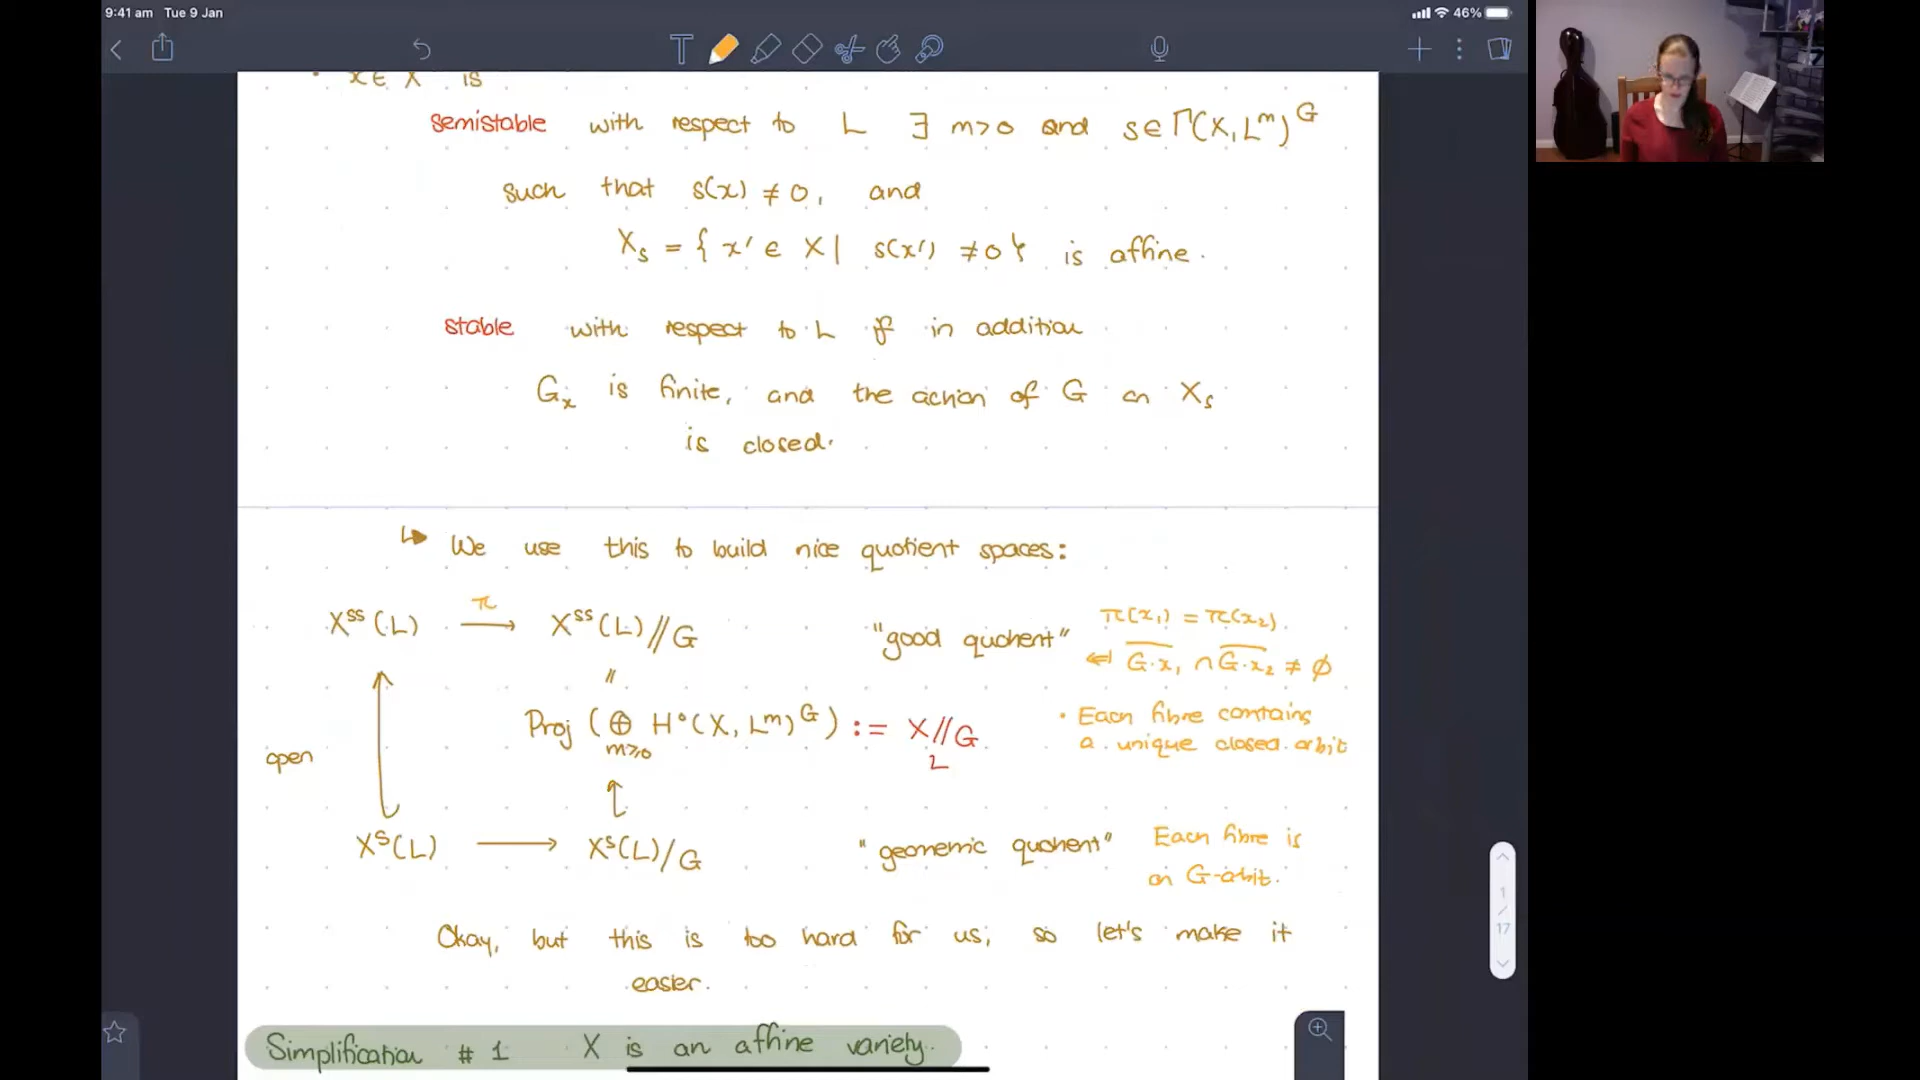 9:41 am Tue 9 Jan
46%
T
x ∈ X is
semistable with respect to L ∃ m>0 and s∈Γ(X, L^m)^G
such that s(x) ≠ 0, and
X_s = { x' ∈ X | s(x') ≠0 } is affine.
stable with respect to L if in addition
G_x is finite, and the action of G on X_s
is closed.
↳ We use this to build nice quotient spaces:
X^ss(L) →^π X^ss(L)//G "good quotient" π(x_1) = π(x_2)
⟺ \overline{G·x_1} ∩ \overline{G·x_2} ≠ ∅
=
Proj (⊕_{m≥0} H^0(X, L^m)^G) := X//_L G
• Each fibre contains
a unique closed orbit
open
X^s(L) → X^s(L)/G "geometric quotient" Each fibre is
an G-orbit.
Okay, but this is too hard for us, so let's make it
easier.
Simplification # 1 X is an affine variety.
1
/
17